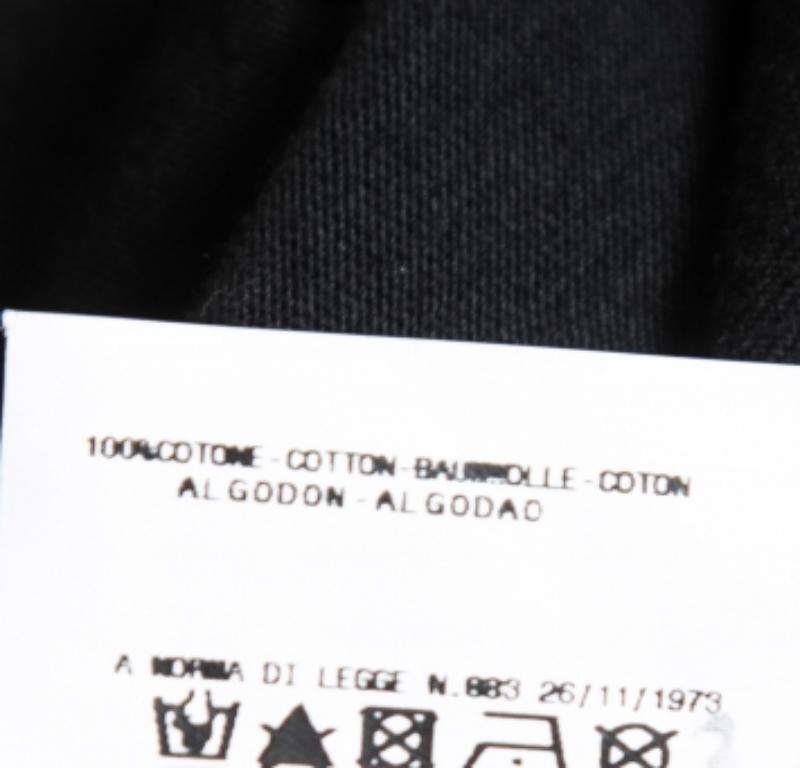 100%COTONE-COTTON-BAUMWOLLE-COTON
ALGODON-ALGODAO
A NORMA DI LEGGE N.883 26/11/1973